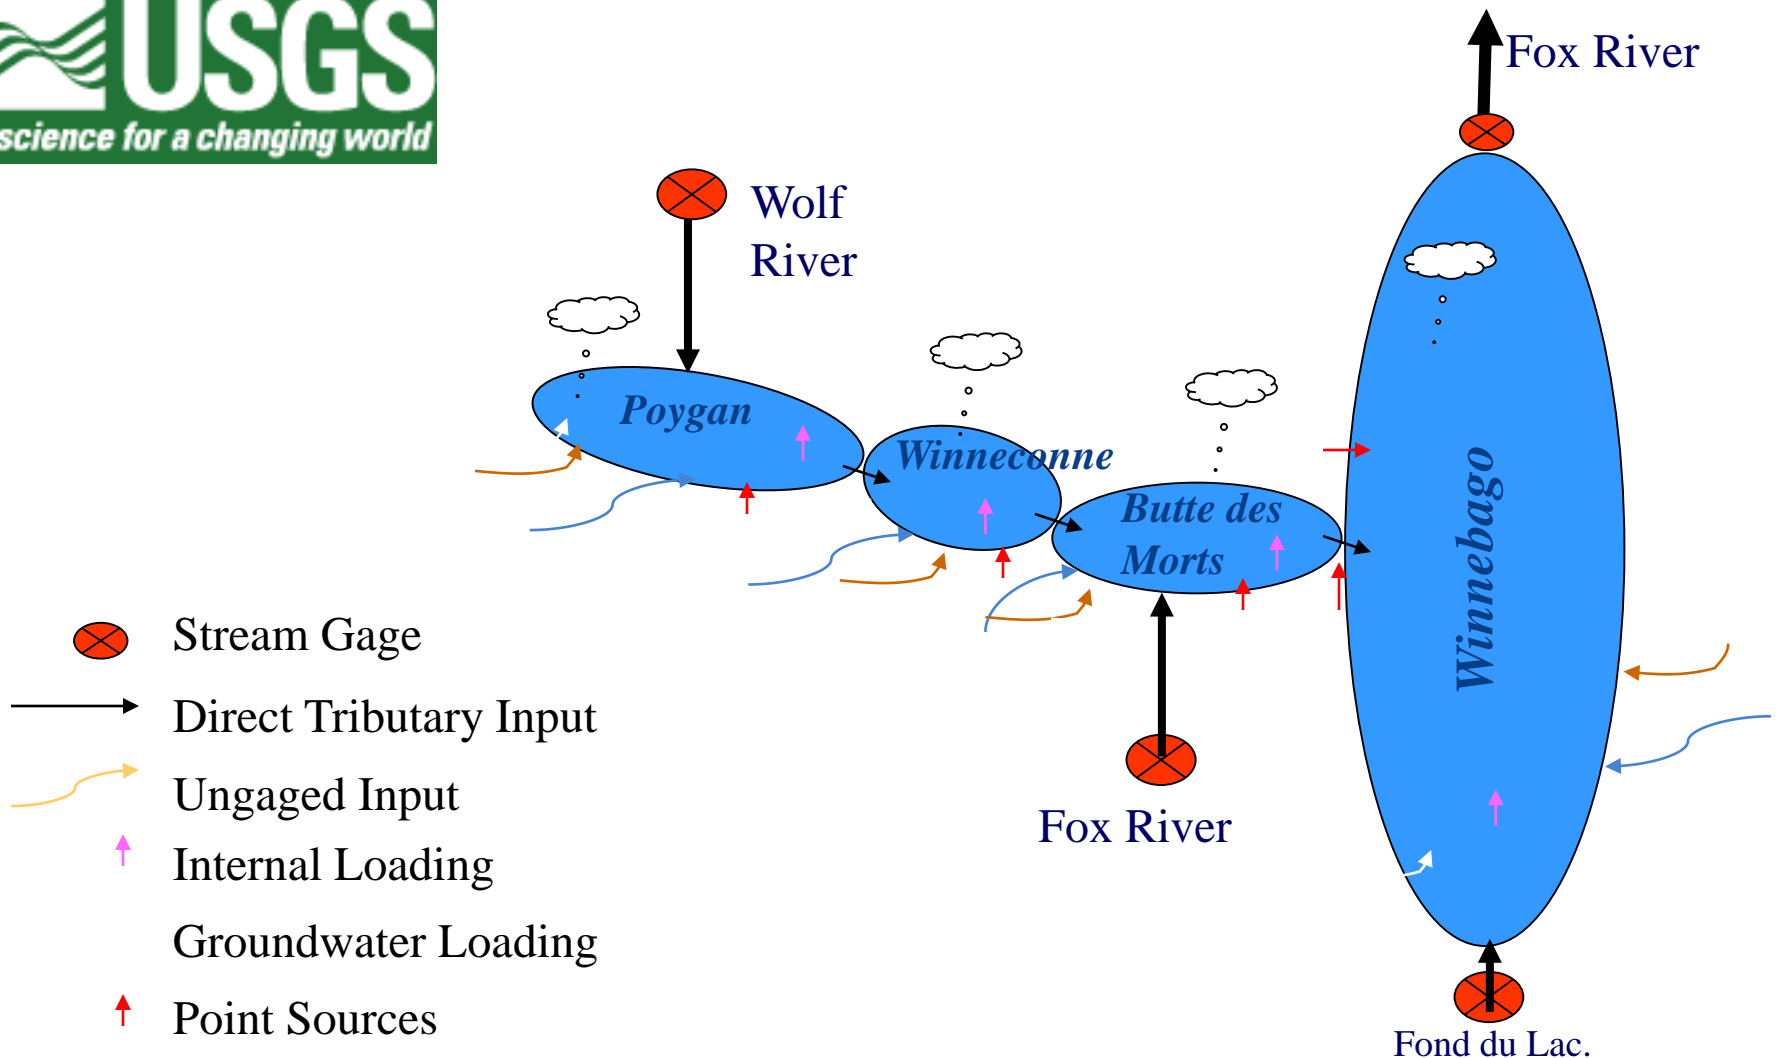 USGS
science for a changing world
Fox River
Wolf
River
Poygan
Winneconne
Butte des
Morts
Winnebago
Stream Gage
Direct Tributary Input
Ungaged Input
Internal Loading
Groundwater Loading
Point Sources
Fox River
Fond du Lac.